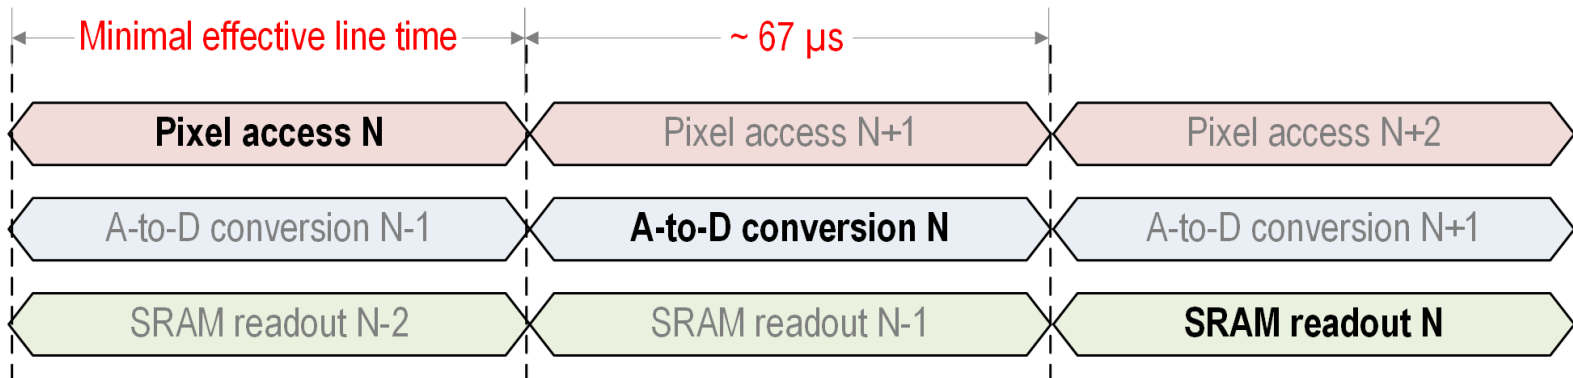 Minimal effective line time
~ 67 µs
Pixel access N
Pixel access N+1
Pixel access N+2
A-to-D conversion N-1
A-to-D conversion N
A-to-D conversion N+1
SRAM readout N-2
SRAM readout N-1
SRAM readout N